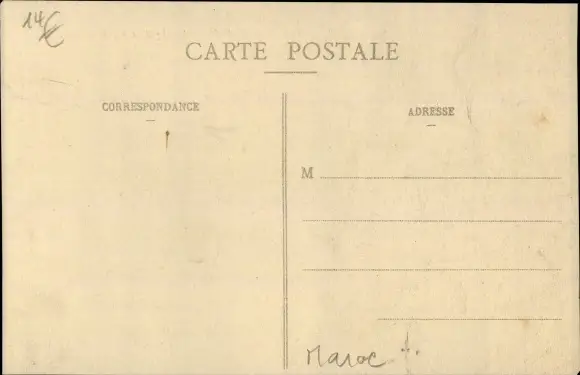 14€
CARTE POSTALE
CORRESPONDANCE
ADRESSE
M
Maroc